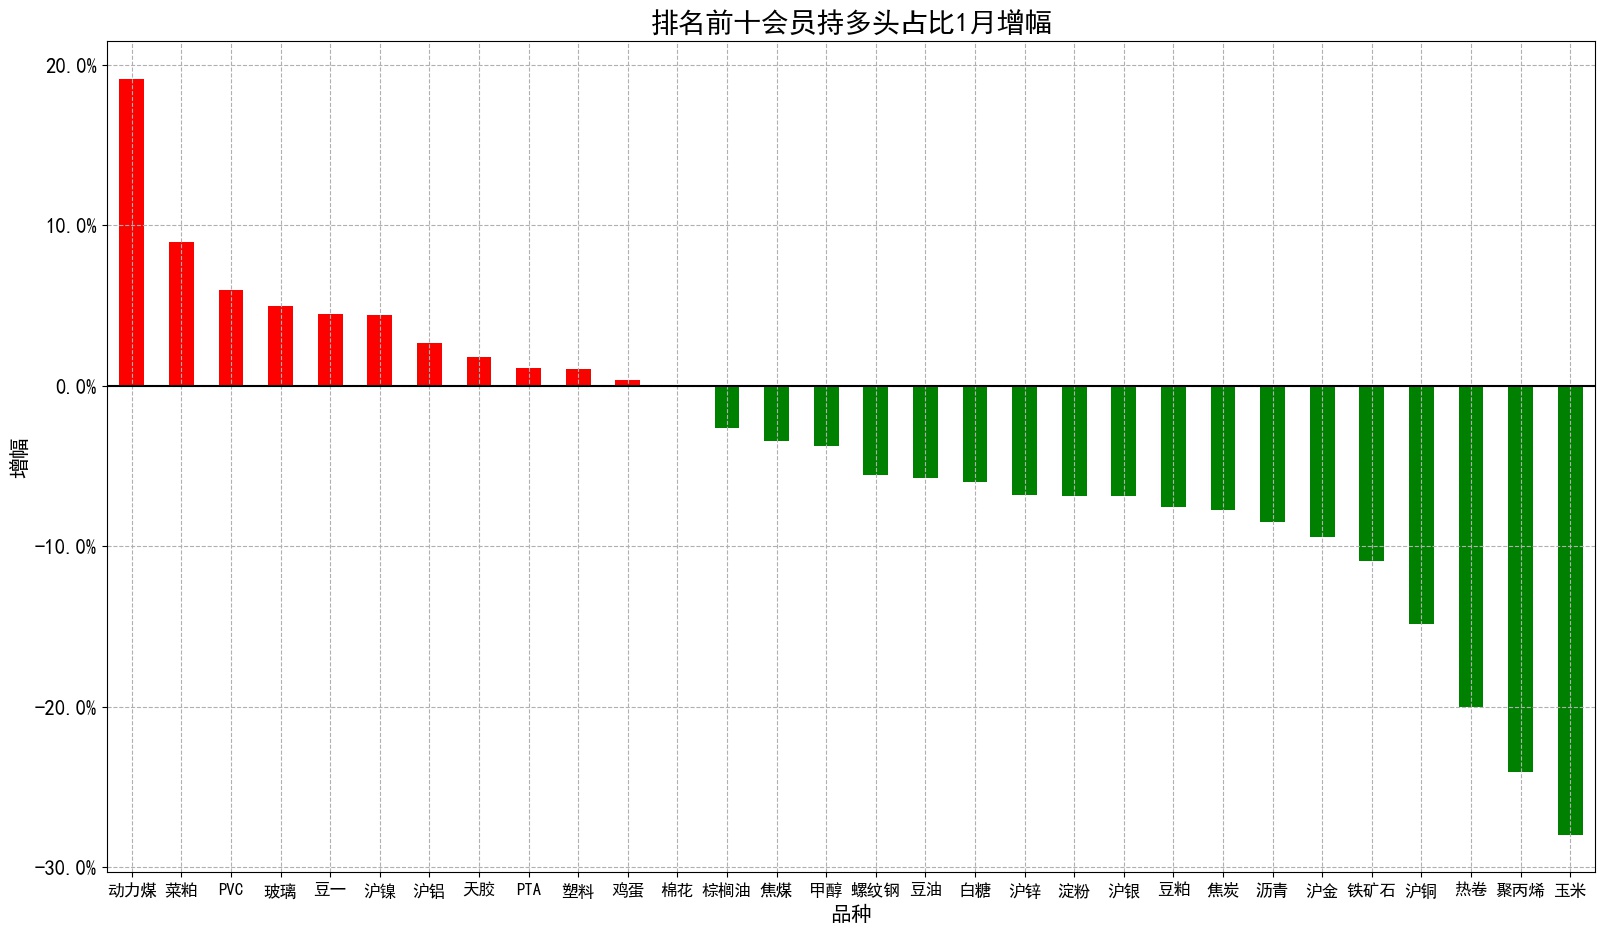 排名前十会员持多头占比1月增幅
20.0%
10.0%
0.0%
-10.0%
-20.0%
-30.0%
增幅
动力煤 菜粕 PVC 玻璃 豆一 沪镍 沪铝 天胶 PTA 塑料 鸡蛋 棉花 棕榈油 焦煤 甲醇 螺纹钢 豆油 白糖 沪锌 淀粉 沪银 豆粕 焦炭 沥青 沪金 铁矿石 沪铜 热卷 聚丙烯 玉米
品种